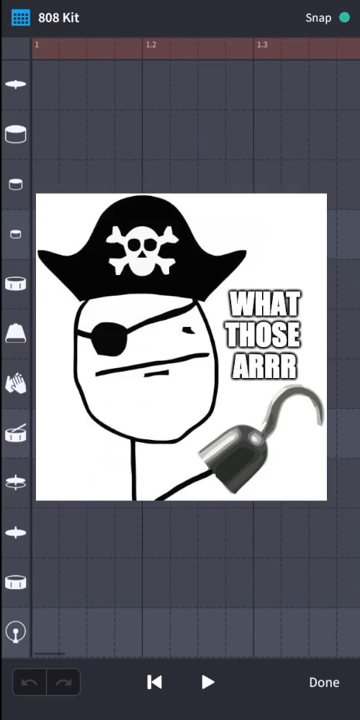 808 Kit
Snap
1
1.2
1.3
WHAT
THOSE
ARRR
Done